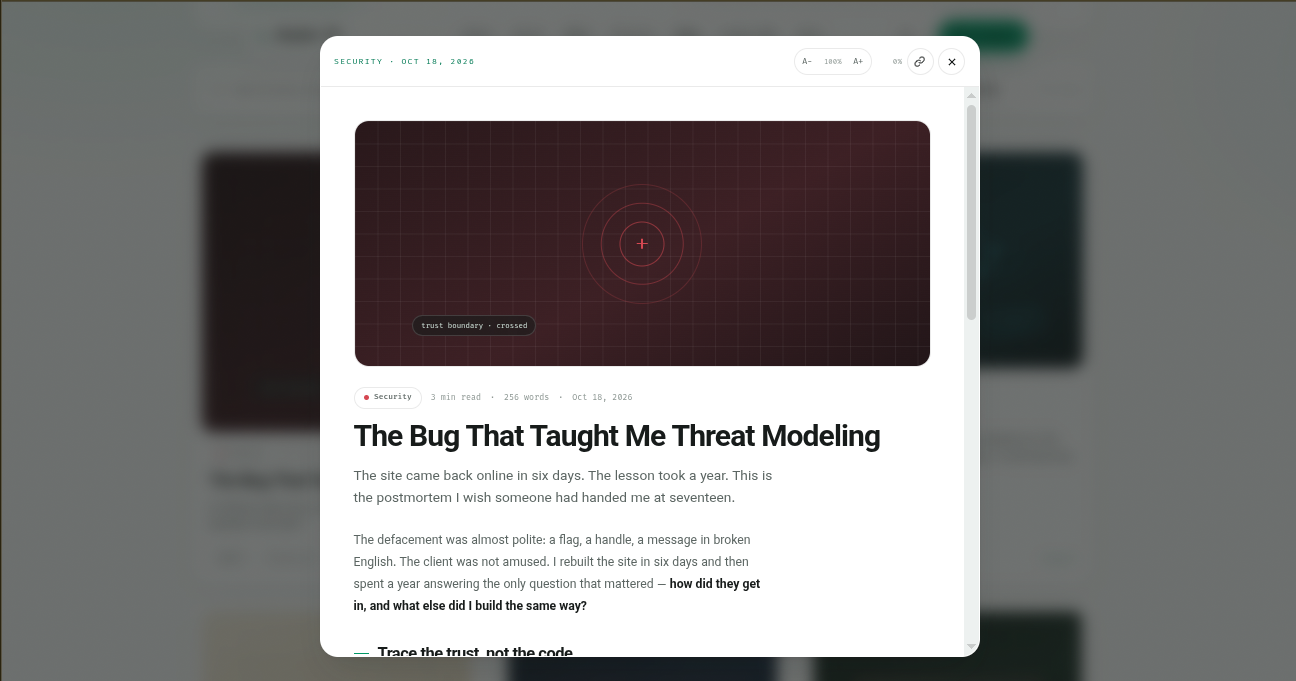 SECURITY · OCT 18, 2026
A− 100% A+ 0%
trust boundary · crossed
Security 3 min read · 256 words · Oct 18, 2026
The Bug That Taught Me Threat Modeling
The site came back online in six days. The lesson took a year. This is
the postmortem I wish someone had handed me at seventeen.
The defacement was almost polite: a flag, a handle, a message in broken
English. The client was not amused. I rebuilt the site in six days and then
spent a year answering the only question that mattered — how did they get
in, and what else did I build the same way?
— Trace the trust, not the code